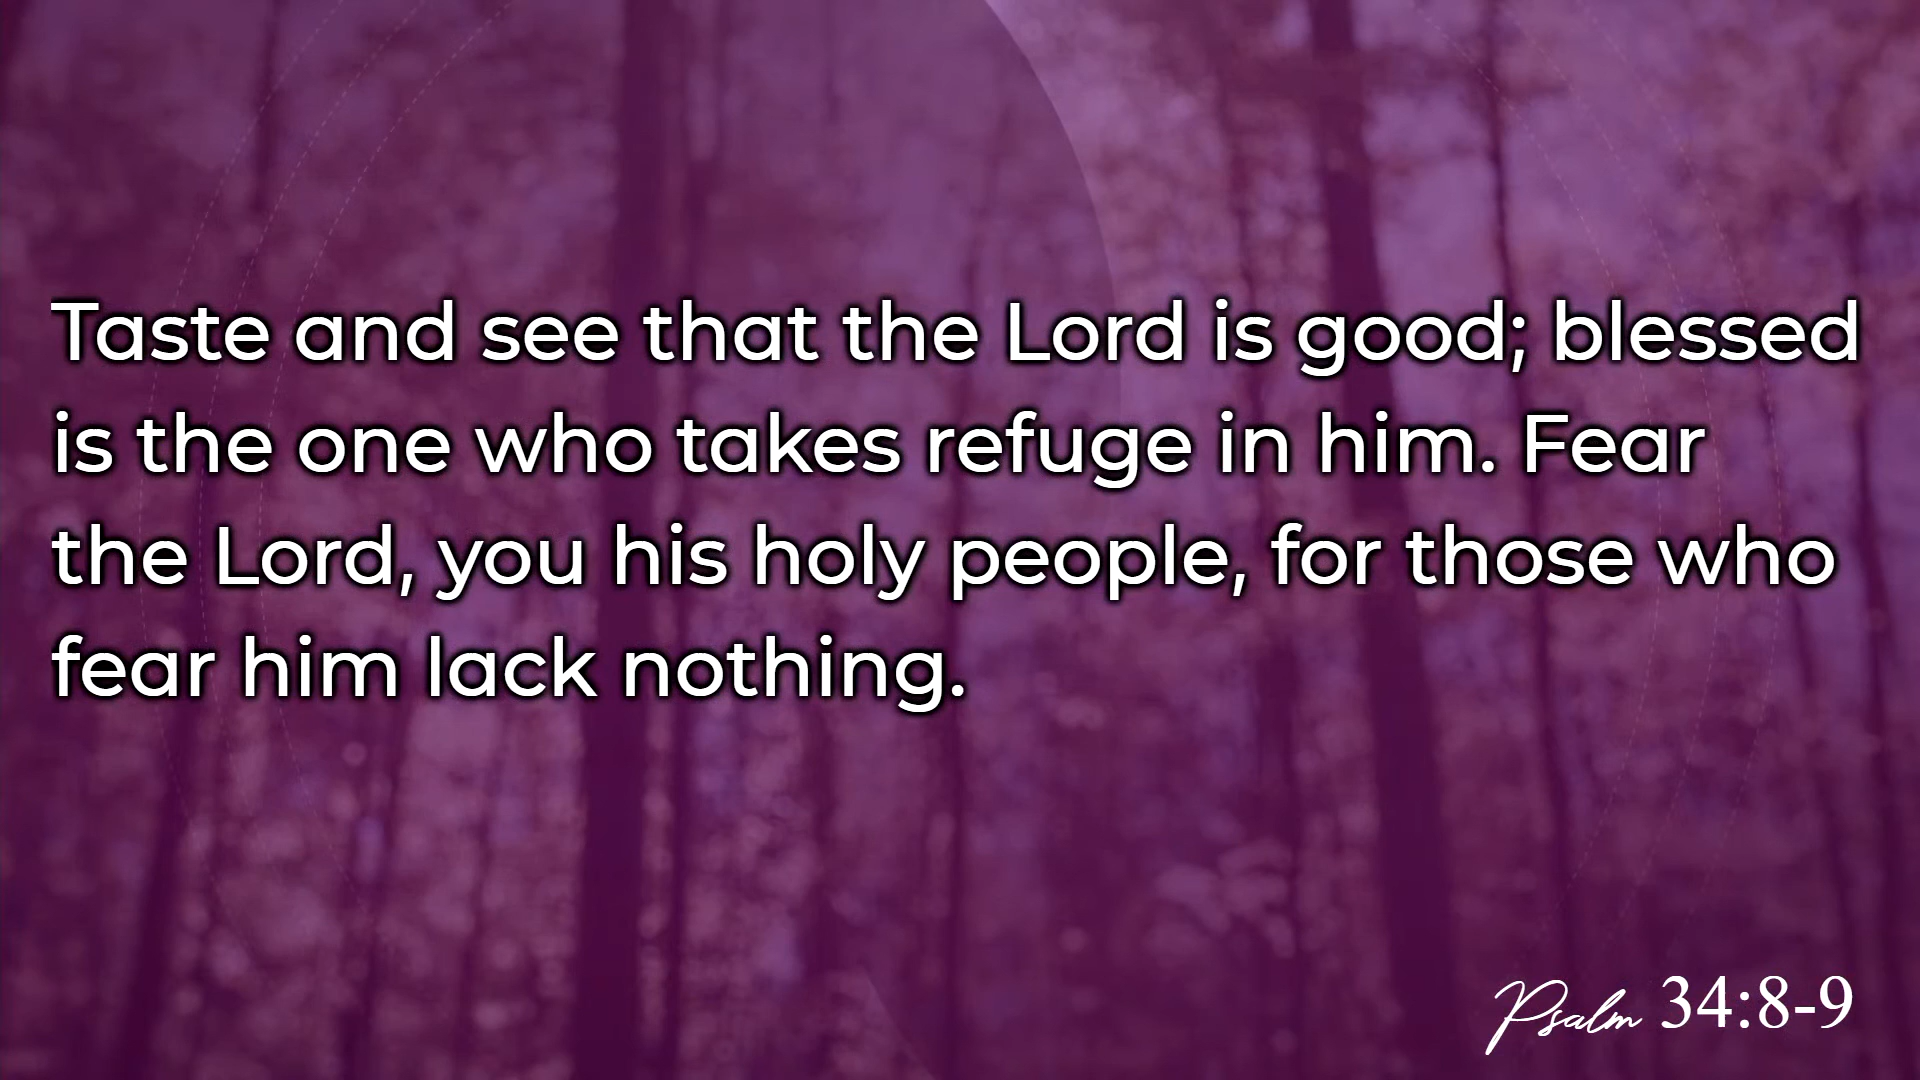 Taste and see that the Lord is good; blessed
is the one who takes refuge in him. Fear
the Lord, you his holy people, for those who
fear him lack nothing.
Psalm 34:8-9